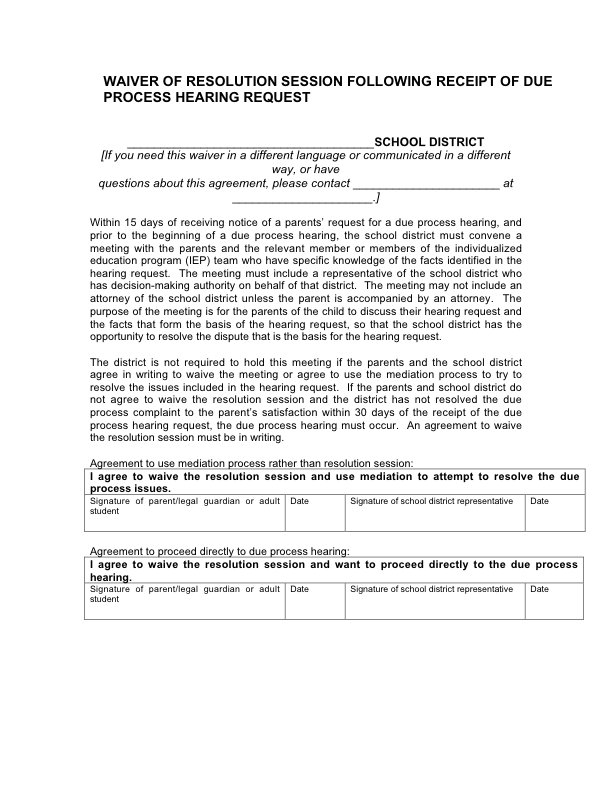 WAIVER OF RESOLUTION SESSION FOLLOWING RECEIPT OF DUE
PROCESS HEARING REQUEST
______________________________________SCHOOL DISTRICT
[If you need this waiver in a different language or communicated in a different
way, or have
questions about this agreement, please contact _______________________ at
______________________.]
Within 15 days of receiving notice of a parents' request for a due process hearing, and
prior to the beginning of a due process hearing, the school district must convene a
meeting with the parents and the relevant member or members of the individualized
education program (IEP) team who have specific knowledge of the facts identified in the
hearing request. The meeting must include a representative of the school district who
has decision-making authority on behalf of that district. The meeting may not include an
attorney of the school district unless the parent is accompanied by an attorney. The
purpose of the meeting is for the parents of the child to discuss their hearing request and
the facts that form the basis of the hearing request, so that the school district has the
opportunity to resolve the dispute that is the basis for the hearing request.
The district is not required to hold this meeting if the parents and the school district
agree in writing to waive the meeting or agree to use the mediation process to try to
resolve the issues included in the hearing request. If the parents and school district do
not agree to waive the resolution session and the district has not resolved the due
process complaint to the parent's satisfaction within 30 days of the receipt of the due
process hearing request, the due process hearing must occur. An agreement to waive
the resolution session must be in writing.
Agreement to use mediation process rather than resolution session:
I agree to waive the resolution session and use mediation to attempt to resolve the due
process issues.
Signature of parent/legal guardian or adult
student
Date
Signature of school district representative
Date
Agreement to proceed directly to due process hearing:
I agree to waive the resolution session and want to proceed directly to the due process
hearing.
Signature of parent/legal guardian or adult
student
Date
Signature of school district representative
Date